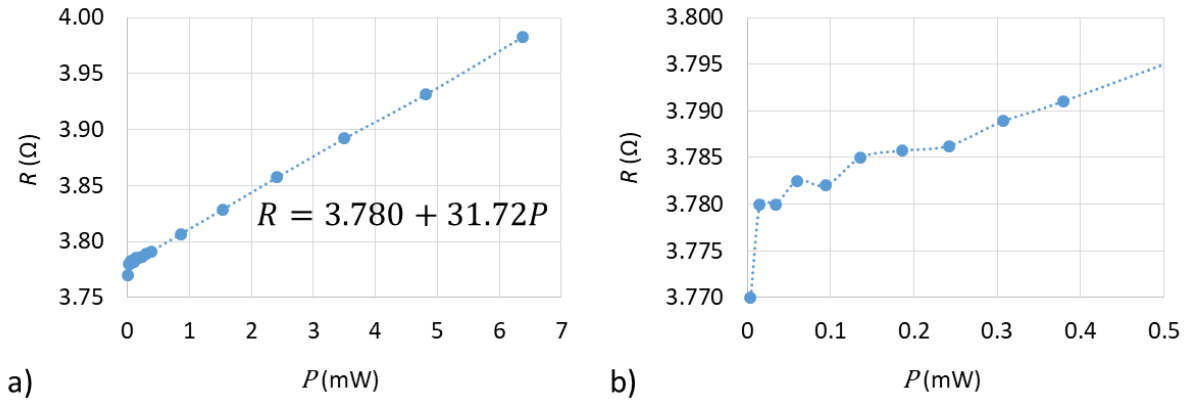 4.00
3.95
3.90
3.85
3.80
3.75
R (Ω)
R = 3.780 + 31.72P
0 1 2 3 4 5 6 7
P (mW)
a)
3.800
3.795
3.790
3.785
3.780
3.775
3.770
R (Ω)
0 0.1 0.2 0.3 0.4 0.5
P (mW)
b)